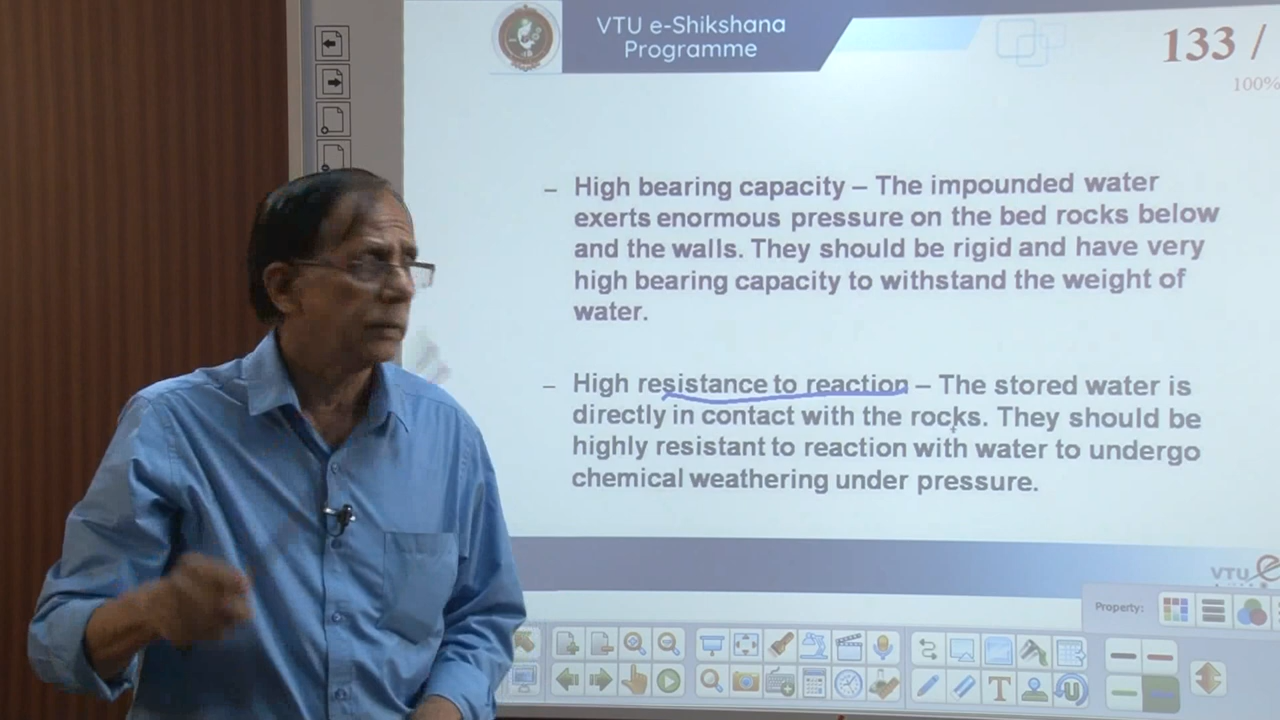 VTU e-Shikshana
Programme
133 /
100%
– High bearing capacity – The impounded water
exerts enormous pressure on the bed rocks below
and the walls. They should be rigid and have very
high bearing capacity to withstand the weight of
water.
– High resistance to reaction – The stored water is
directly in contact with the rocks. They should be
highly resistant to reaction with water to undergo
chemical weathering under pressure.
VTU e
Property: